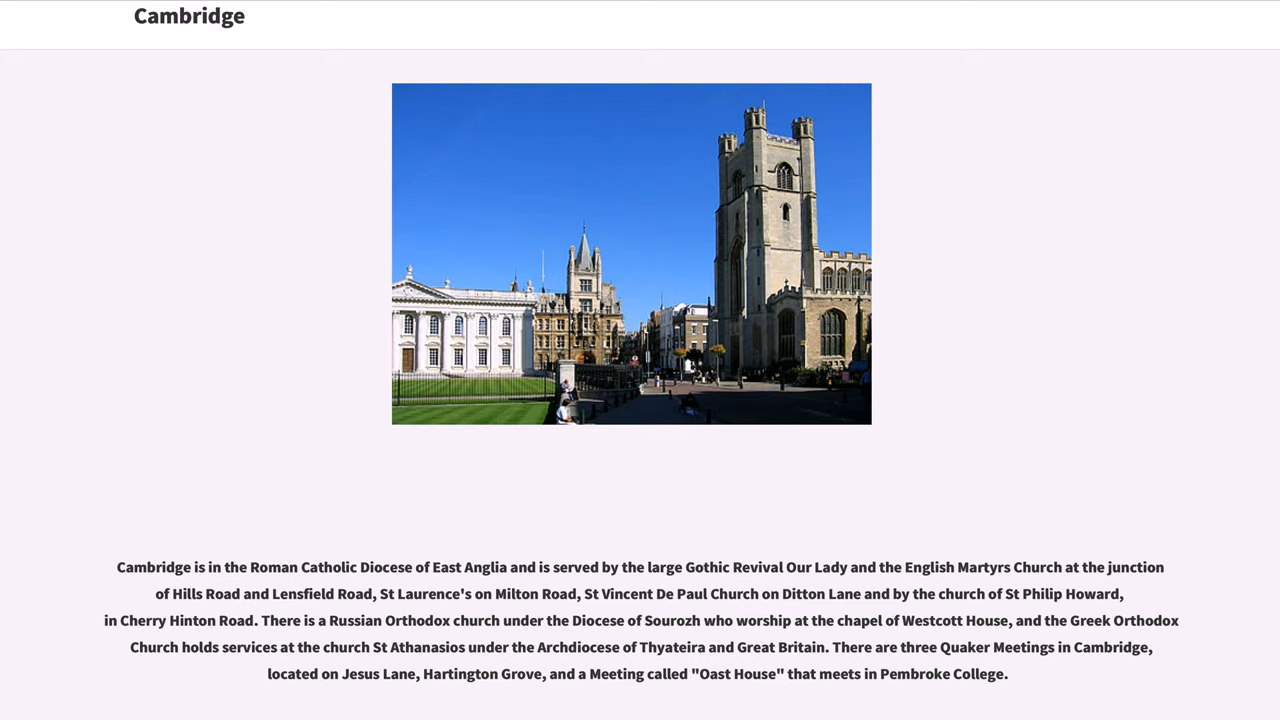 Cambridge
Cambridge is in the Roman Catholic Diocese of East Anglia and is served by the large Gothic Revival Our Lady and the English Martyrs Church at the junction
of Hills Road and Lensfield Road, St Laurence's on Milton Road, St Vincent De Paul Church on Ditton Lane and by the church of St Philip Howard,
in Cherry Hinton Road. There is a Russian Orthodox church under the Diocese of Sourozh who worship at the chapel of Westcott House, and the Greek Orthodox
Church holds services at the church St Athanasios under the Archdiocese of Thyateira and Great Britain. There are three Quaker Meetings in Cambridge,
located on Jesus Lane, Hartington Grove, and a Meeting called "Oast House" that meets in Pembroke College.